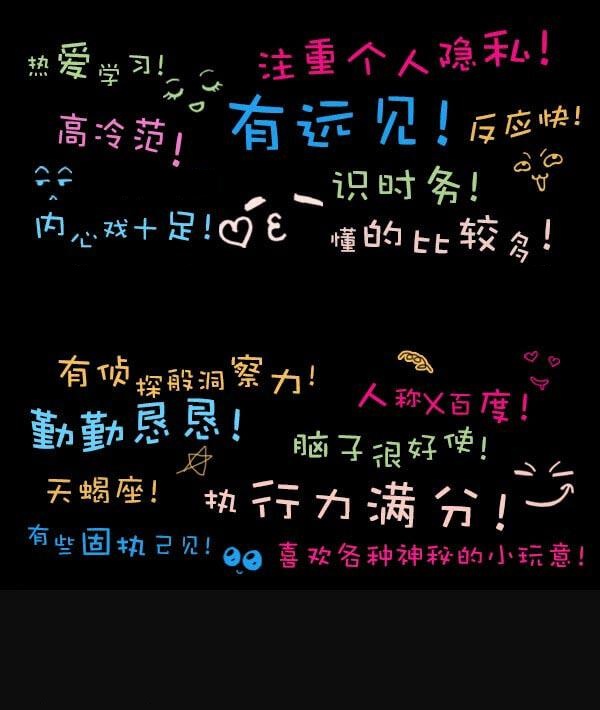 热爱学习!
注重个人隐私!
高冷范!
有远见!
反应快!
识时务!
内心戏十足!
懂的比较多!
有侦探般洞察力!
人称X百度!
勤勤恳恳!
脑子很好使!
天蝎座!
执行力满分!
有些固执己见!
喜欢各种神秘的小玩意!